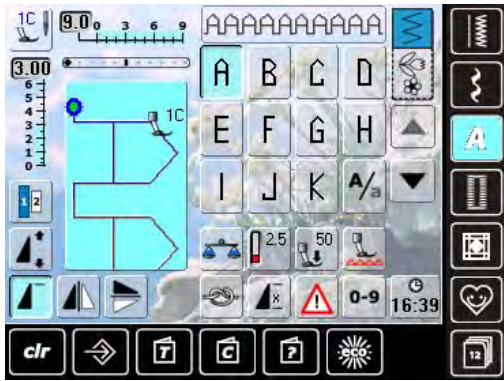 1C 9.0 0 3 6 9 AAAAAAAAA
3.00
A B C D
6
5
4
3
2
1
0
1C
E F G H
A
I J K A/a
1 2
2.5 50
x 0-9 16:39
clr T C ? eco 12